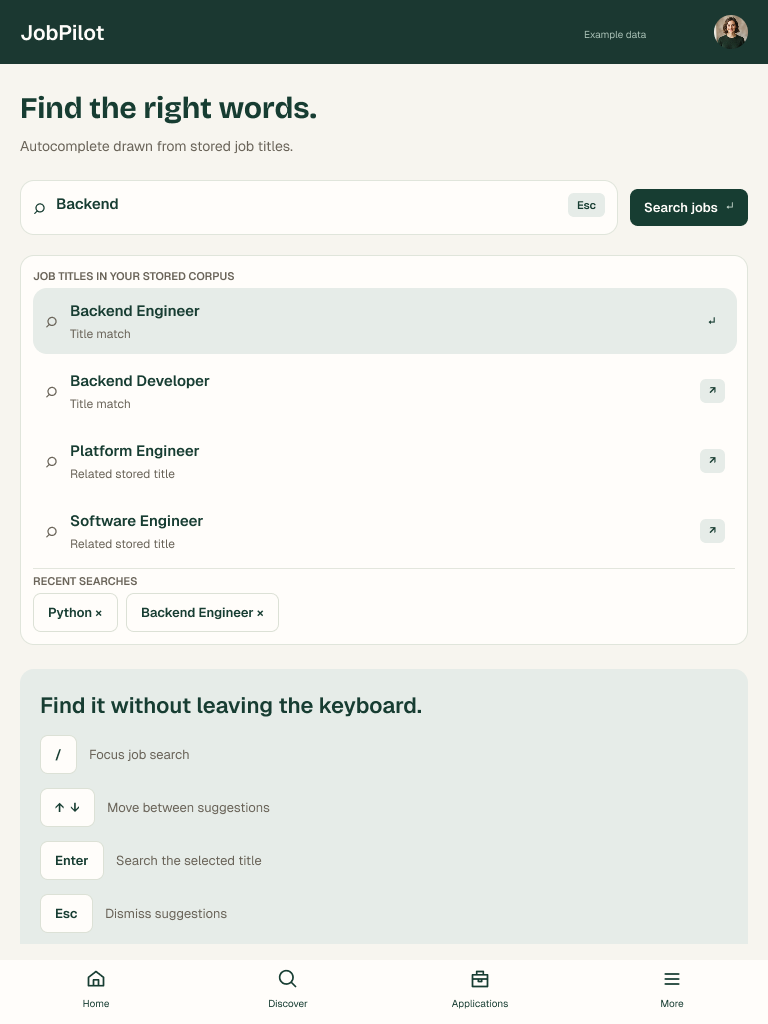 JobPilot
Example data
Find the right words.
Autocomplete drawn from stored job titles.
Backend
Esc
Search jobs ↵
JOB TITLES IN YOUR STORED CORPUS
Backend Engineer
Title match
↵
Backend Developer
Title match
↗
Platform Engineer
Related stored title
↗
Software Engineer
Related stored title
↗
RECENT SEARCHES
Python ×
Backend Engineer ×
Find it without leaving the keyboard.
/ Focus job search
↑ ↓ Move between suggestions
Enter Search the selected title
Esc Dismiss suggestions
Home
Discover
Applications
More